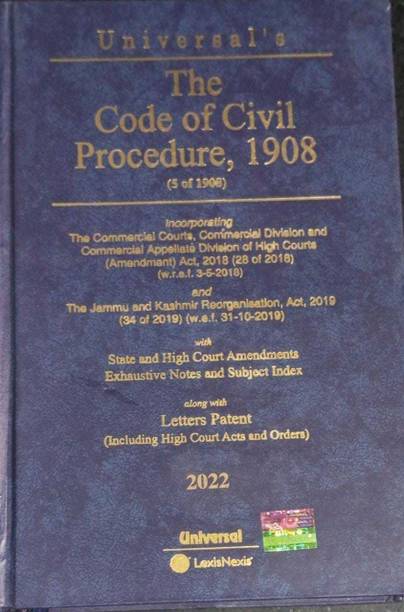 Universal's
The
Code of Civil
Procedure, 1908
(5 of 1908)
Incorporating
The Commercial Courts, Commercial Division and
Commercial Appellate Division of High Courts
(Amendment) Act, 2018 (28 of 2018)
(w.r.e.f. 3-5-2018)
and
The Jammu and Kashmir Reorganisation, Act, 2019
(34 of 2019) (w.e.f. 31-10-2019)
with
State and High Court Amendments
Exhaustive Notes and Subject Index
along with
Letters Patent
(Including High Court Acts and Orders)
2022
Universal
LexisNexis®